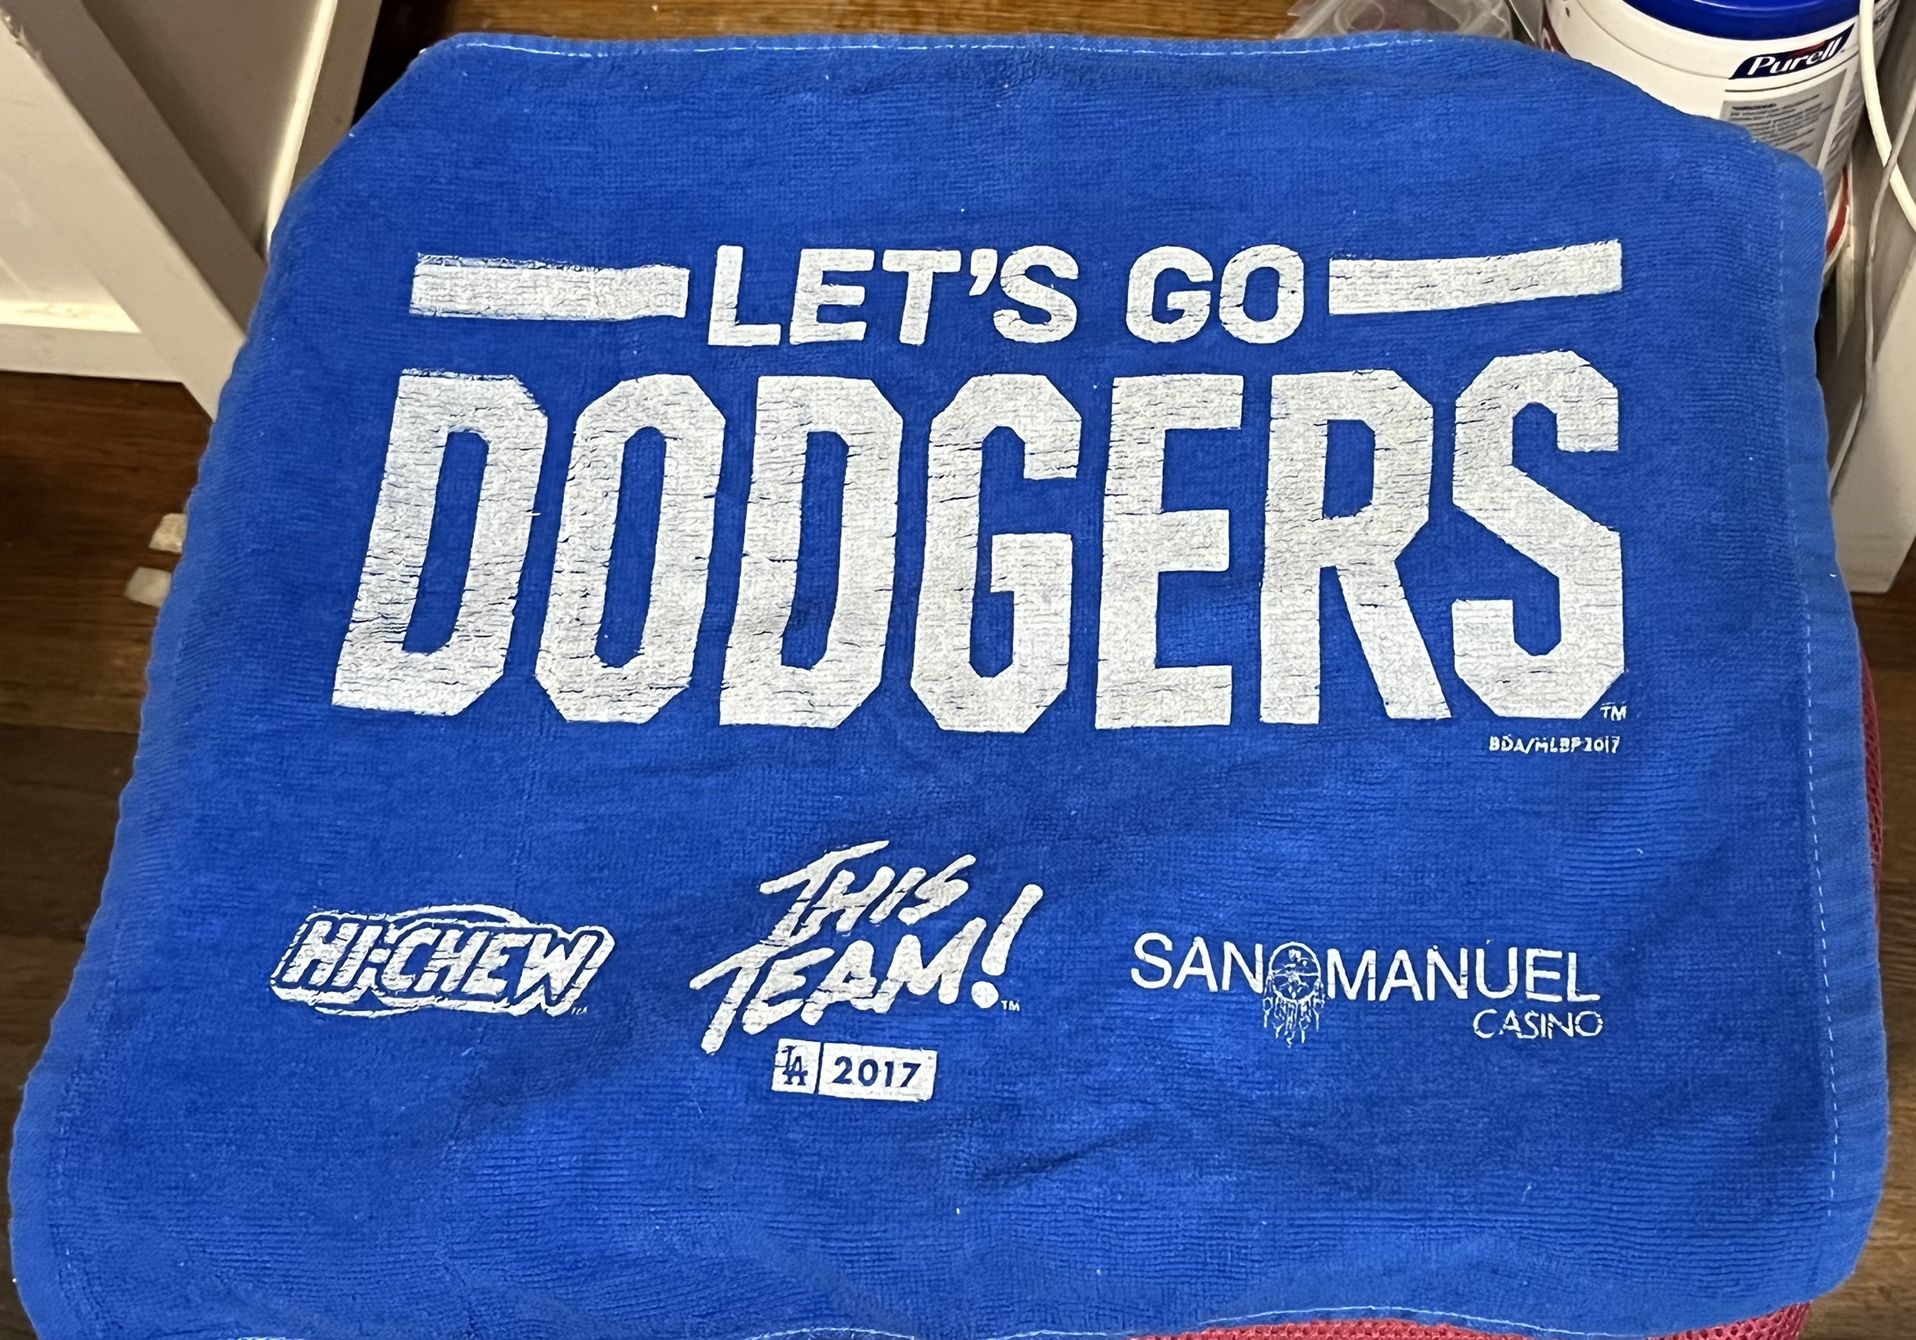 Purell
LET'S GO
DODGERS
TM
BDA/MLBP 2017
HI-CHEW
THIS
TEAM!
TM
LA 2017
SAN MANUEL
CASINO